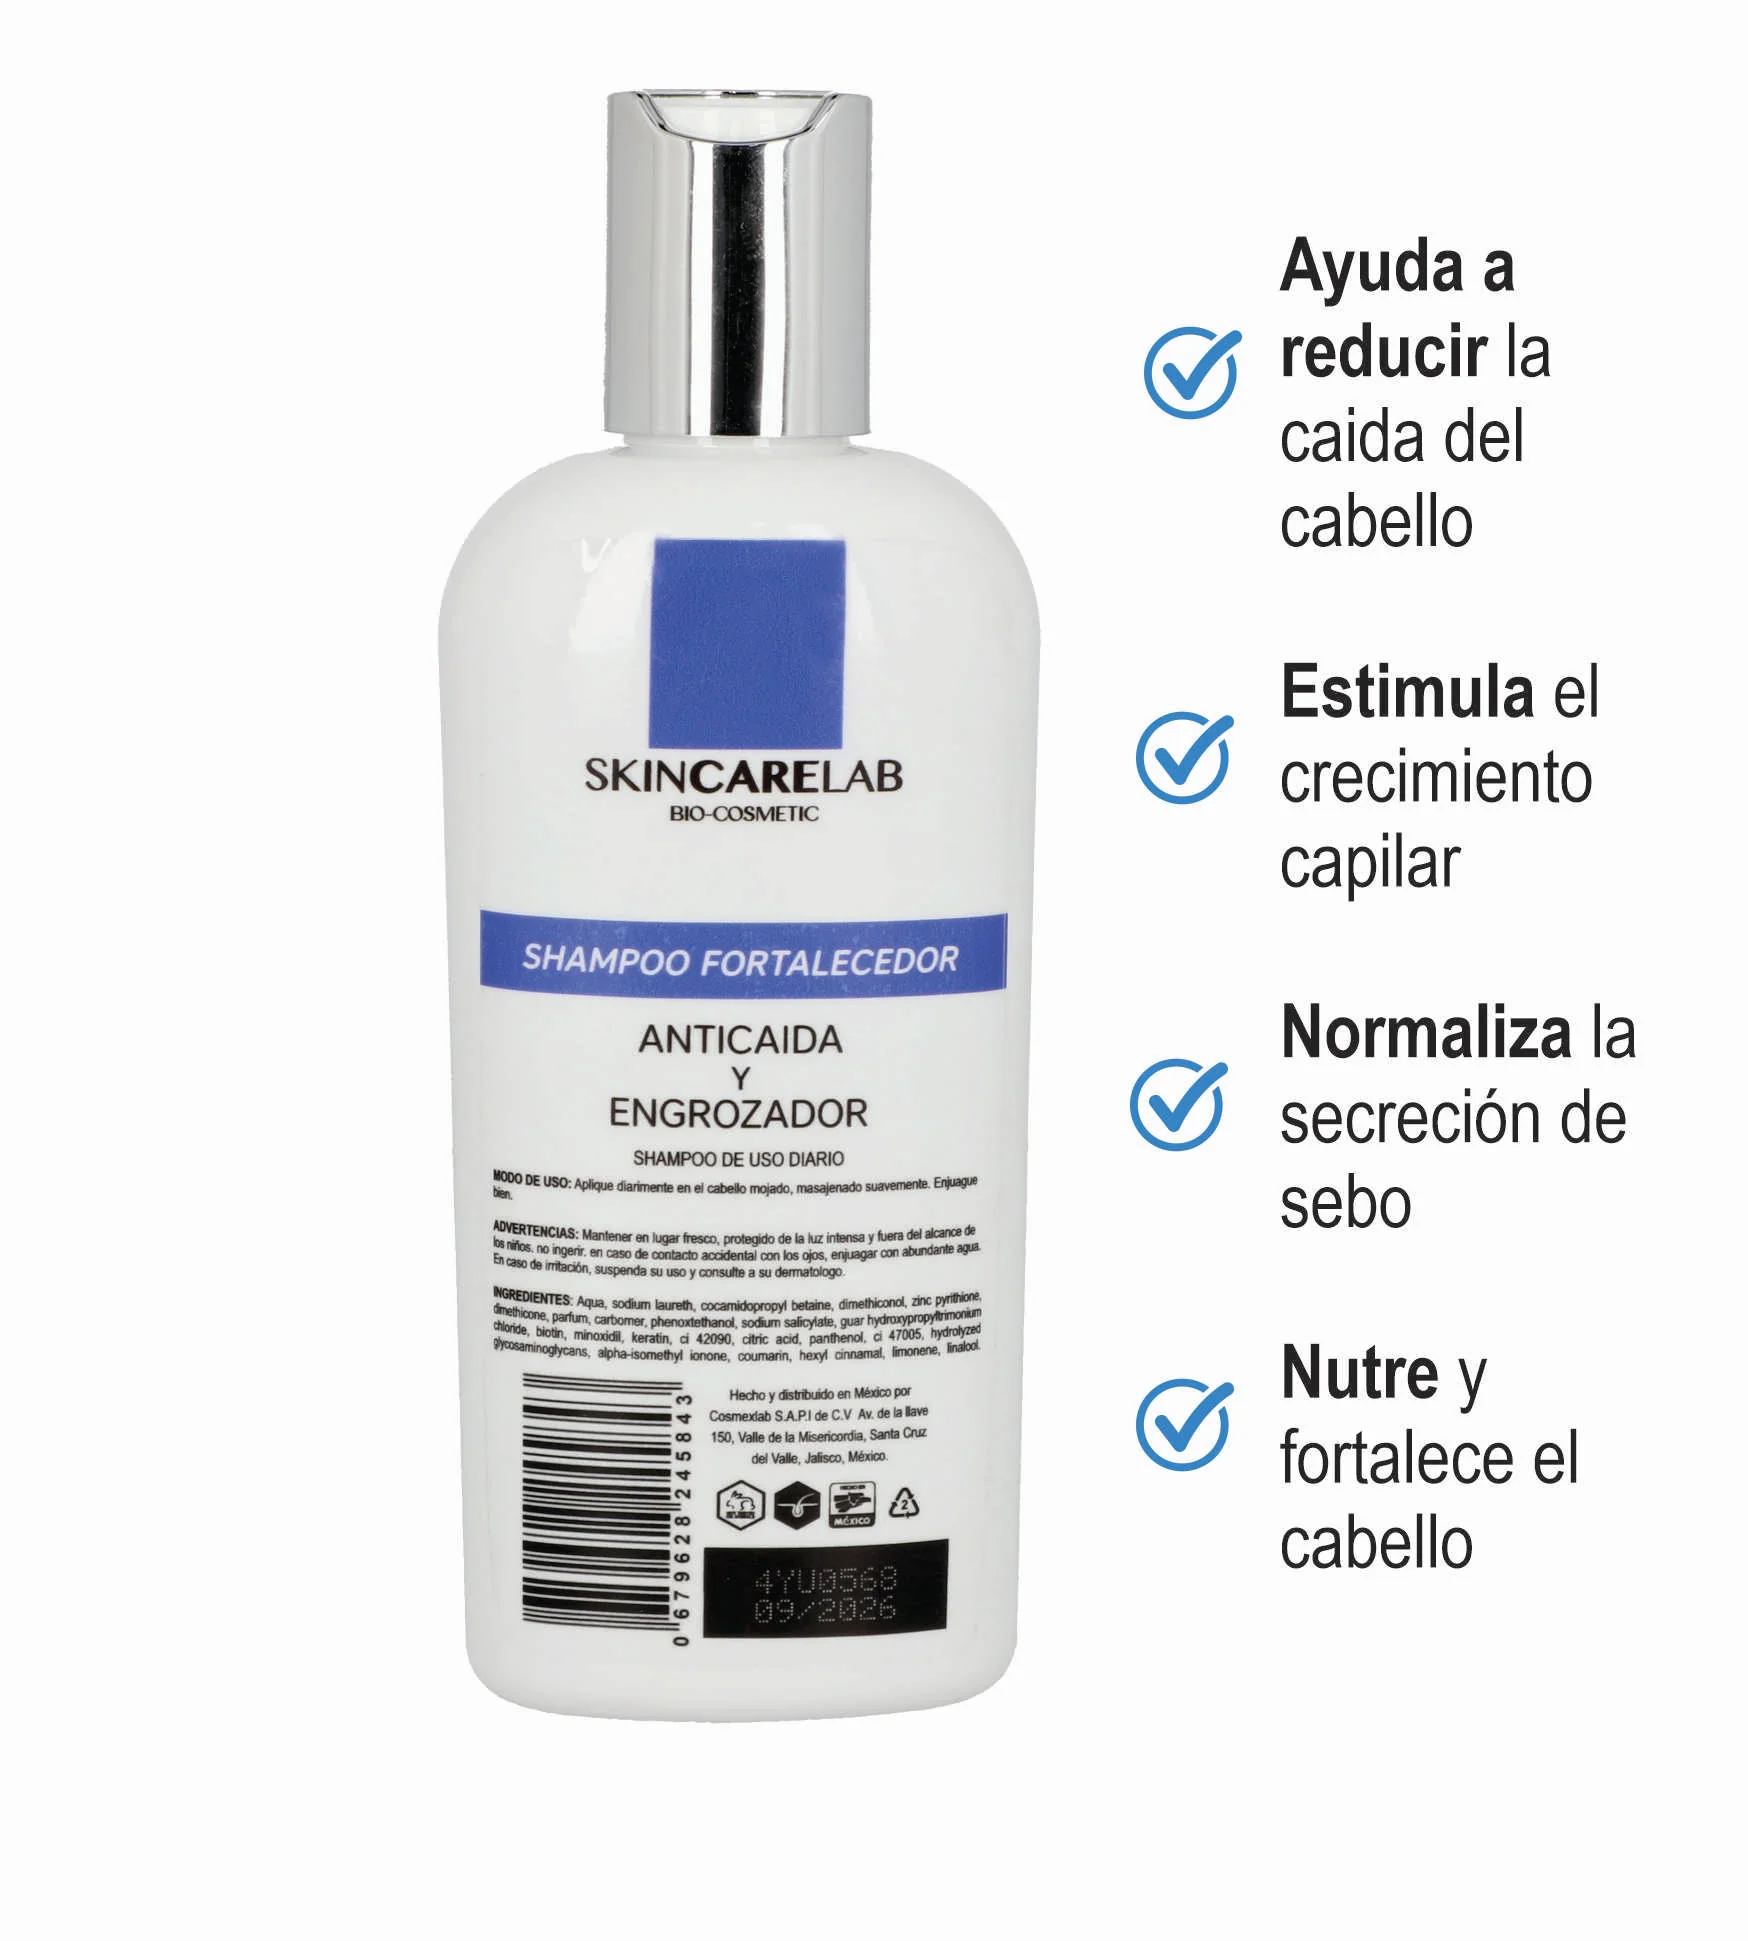 SKINCARELAB
BIO-COSMETIC
SHAMPOO FORTALECEDOR
ANTICAIDA
Y
ENGROZADOR
SHAMPOO DE USO DIARIO
MODO DE USO: Aplique diarimente en el cabello mojado, masajenado suavemente. Enjuague
bien.
ADVERTENCIAS: Mantener en lugar fresco, protegido de la luz intensa y fuera del alcance de
los niños. no ingerir. en caso de contacto accidental con los ojos, enjuagar con abundante agua.
En caso de irritación, suspenda su uso y consulte a su dermatologo.
INGREDIENTES: Aqua, sodium laureth, cocamidopropyl betaine, dimethiconol, zinc pyrithione,
dimethicone, parfum, carbomer, phenoxtethanol, sodium salicylate, guar hydroxypropyltrimonium
chloride, biotin, minoxidil, keratin, ci 42090, citric acid, panthenol, ci 47005, hydrolyzed
glycosaminoglycans, alpha-isomethyl ionone, coumarin, hexyl cinnamal, limonene, linalool.
0 679628 245843
Hecho y distribuido en México por
Cosmexlab S.A.P.I de C.V Av. de la llave
150, Valle de la Misericordia, Santa Cruz
del Valle, Jalisco, México.
HECHO EN
MÉXICO
2
4YU0568
09/2026
Ayuda a
reducir la
caida del
cabello
Estimula el
crecimiento
capilar
Normaliza la
secreción de
sebo
Nutre y
fortalece el
cabello